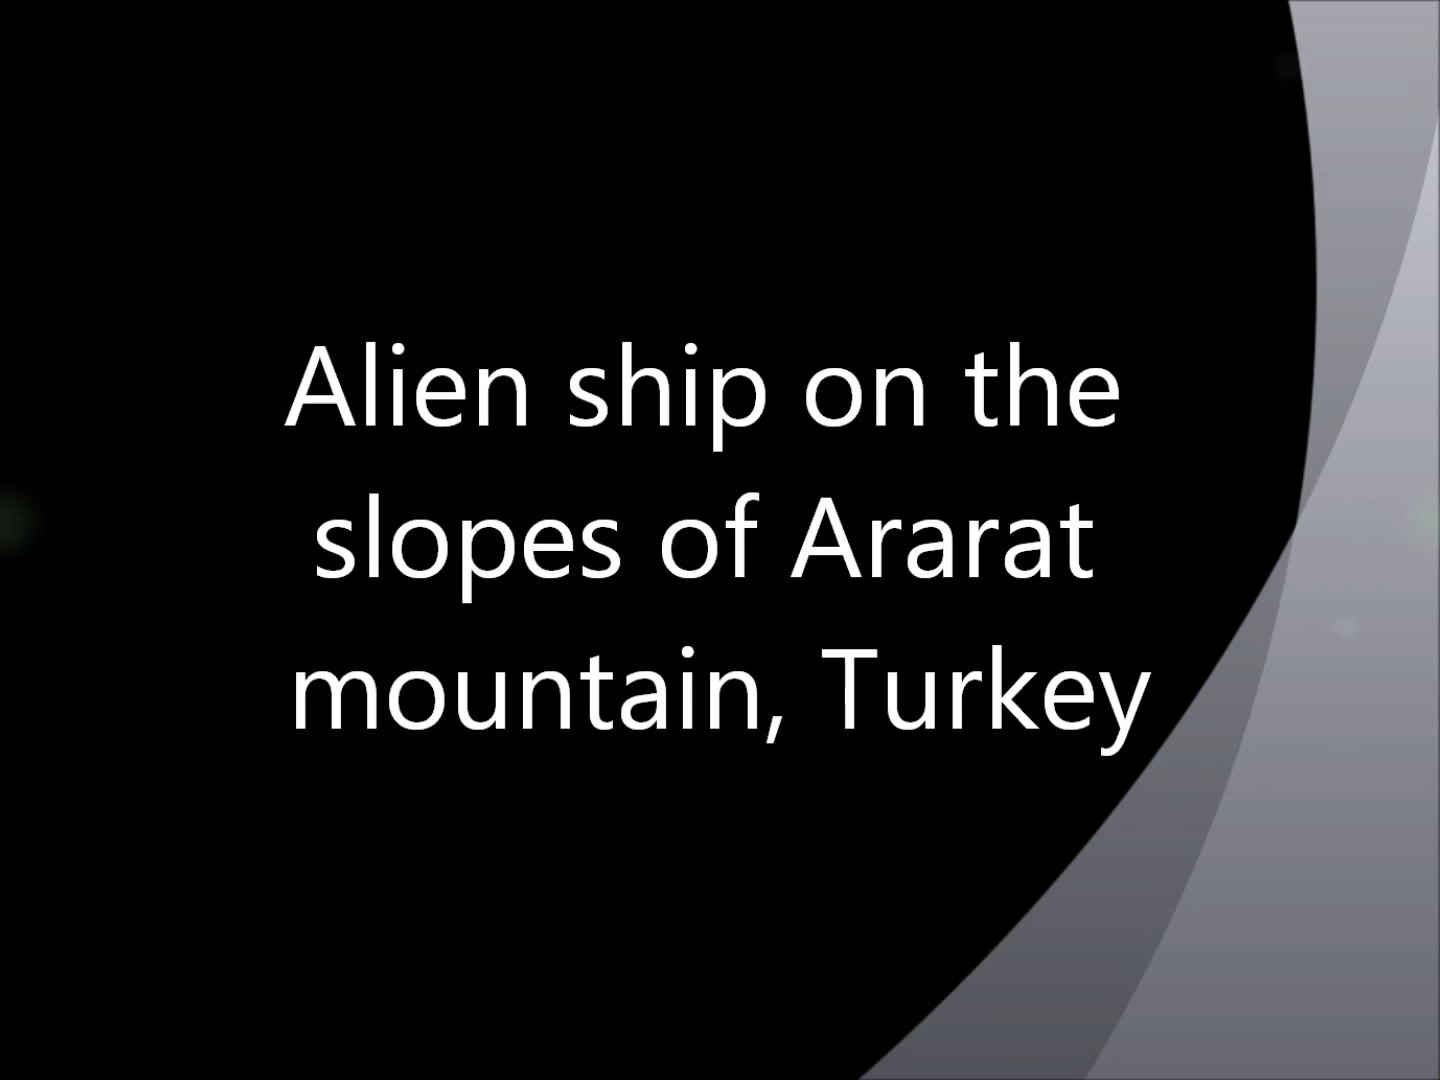 Alien ship on the
slopes of Ararat
mountain, Turkey